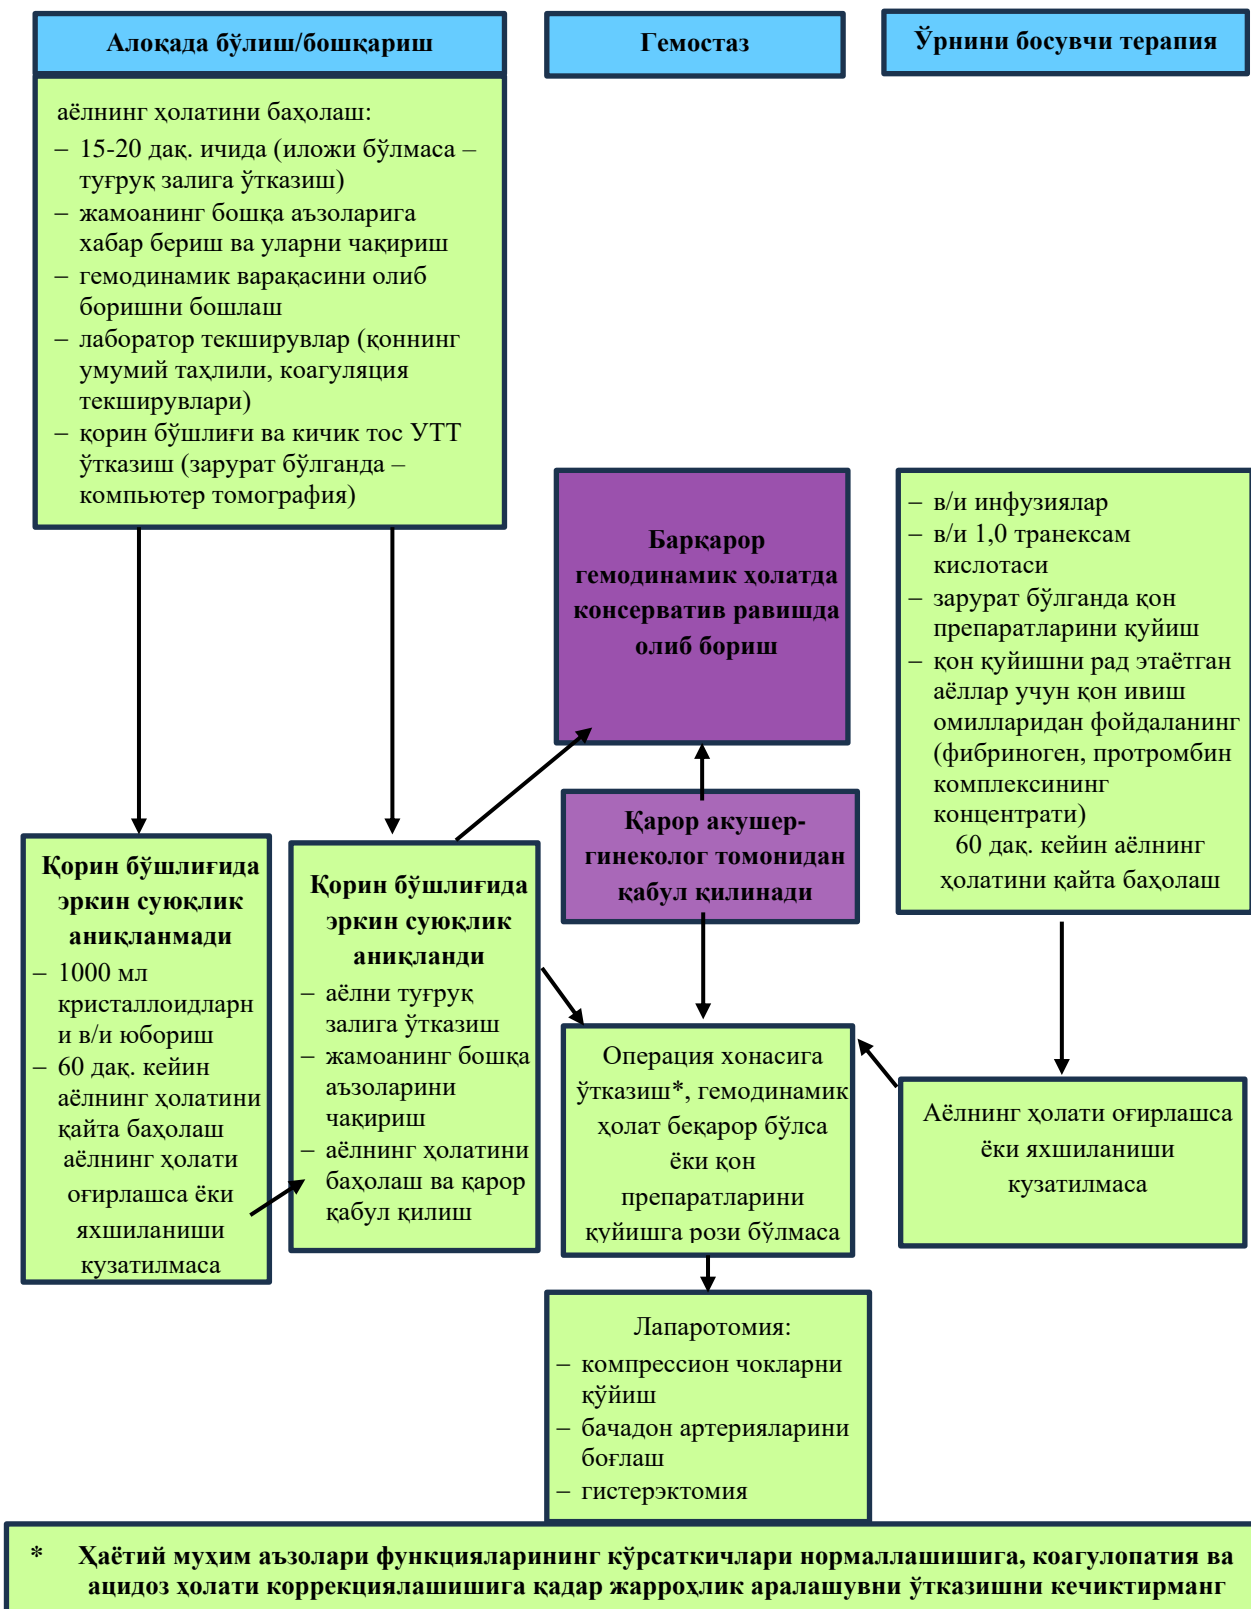 Алоқада бўлиш/бошқариш
Гемостаз
Ўрнини босувчи терапия
аёлнинг ҳолатини баҳолаш:
– 15-20 дақ. ичида (иложи бўлмаса –
туғруқ залига ўтказиш)
– жамоанинг бошқа аъзоларига
хабар бериш ва уларни чақириш
– гемодинамик варақасини олиб
боришни бошлаш
– лаборатор текширувлар (қоннинг
умумий таҳлили, коагуляция
текширувлари)
– қорин бўшлиғи ва кичик тос УТТ
ўтказиш (зарурат бўлганда –
компьютер томография)
Барқарор
гемодинамик ҳолатда
консерватив равишда
олиб бориш
– в/и инфузиялар
– в/и 1,0 транексам
кислотаси
– зарурат бўлганда қон
препаратларини қуйиш
– қон қуйишни рад этаётган
аёллар учун қон ивиш
омилларидан фойдаланинг
(фибриноген, протромбин
комплексининг
концентрати)
60 дақ. кейин аёлнинг
ҳолатини қайта баҳолаш
Қарор акушер-
гинеколог томонидан
қабул қилинади
Қорин бўшлиғида
эркин суюқлик
аниқланмади
– 1000 мл
кристаллоидларн
и в/и юбориш
– 60 дақ. кейин
аёлнинг ҳолатини
қайта баҳолаш
аёлнинг ҳолати
оғирлашса ёки
яхшиланиши
кузатилмаса
Қорин бўшлиғида
эркин суюқлик
аниқланди
– аёлни туғруқ
залига ўтказиш
– жамоанинг бошқа
аъзоларини
чақириш
– аёлнинг ҳолатини
баҳолаш ва қарор
қабул қилиш
Операция хонасига
ўтказиш*, гемодинамик
ҳолат беқарор бўлса
ёки қон
препаратларини
қуйишга рози бўлмаса
Аёлнинг ҳолати оғирлашса
ёки яхшиланиши
кузатилмаса
Лапаротомия:
– компрессион чокларни
қўйиш
– бачадон артерияларини
боғлаш
– гистерэктомия
* Ҳаётий муҳим аъзолари функцияларининг кўрсаткичлари нормаллашишига, коагулопатия ва
ацидоз ҳолати коррекциялашишига қадар жарроҳлик аралашувни ўтказишни кечиктирманг